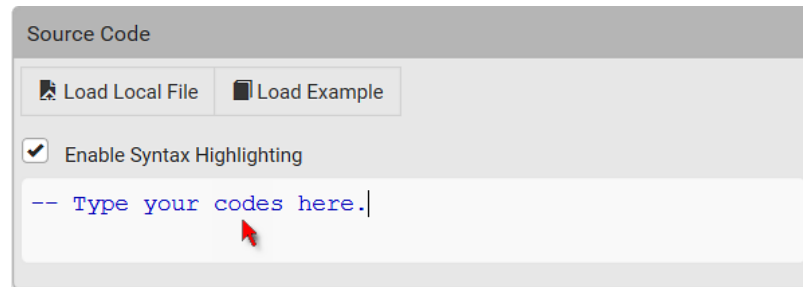 Source Code
Load Local File Load Example
Enable Syntax Highlighting
-- Type your codes here.